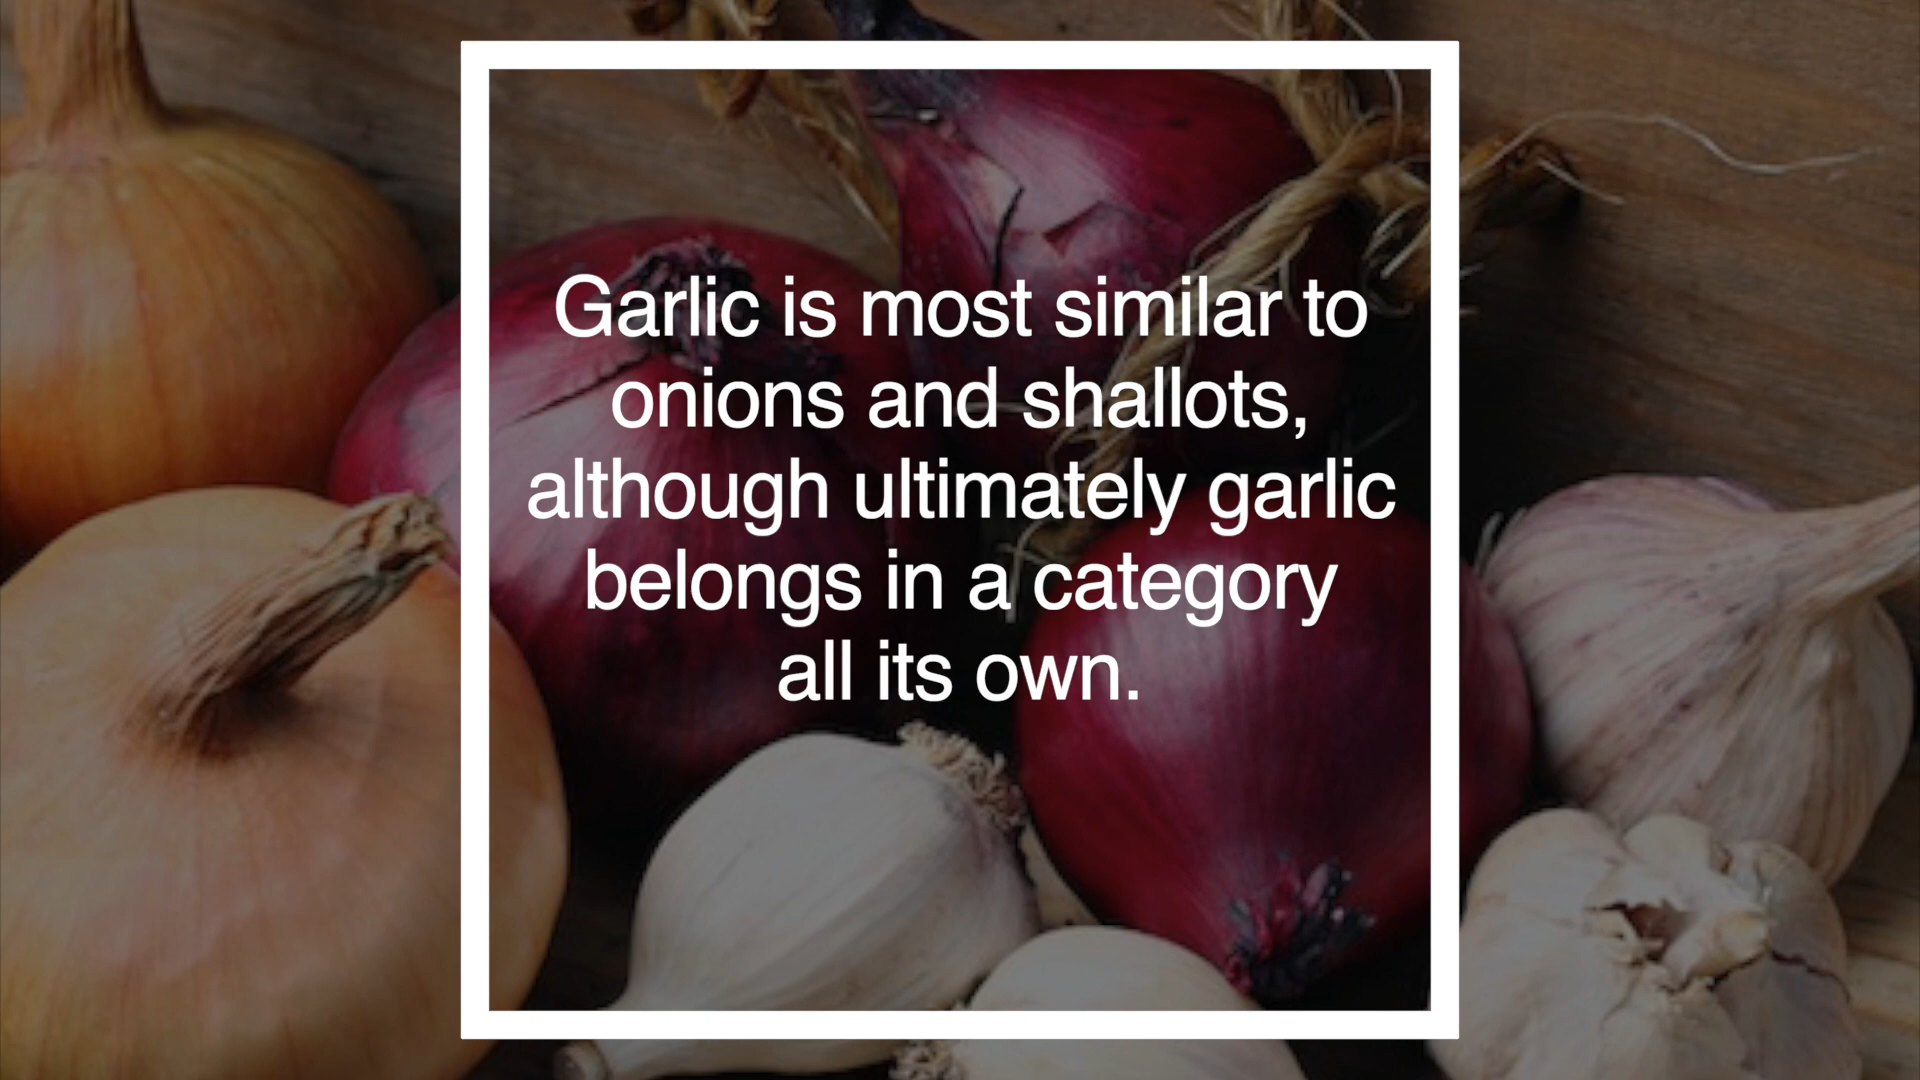 Garlic is most similar to
onions and shallots,
although ultimately garlic
belongs in a category
all its own.